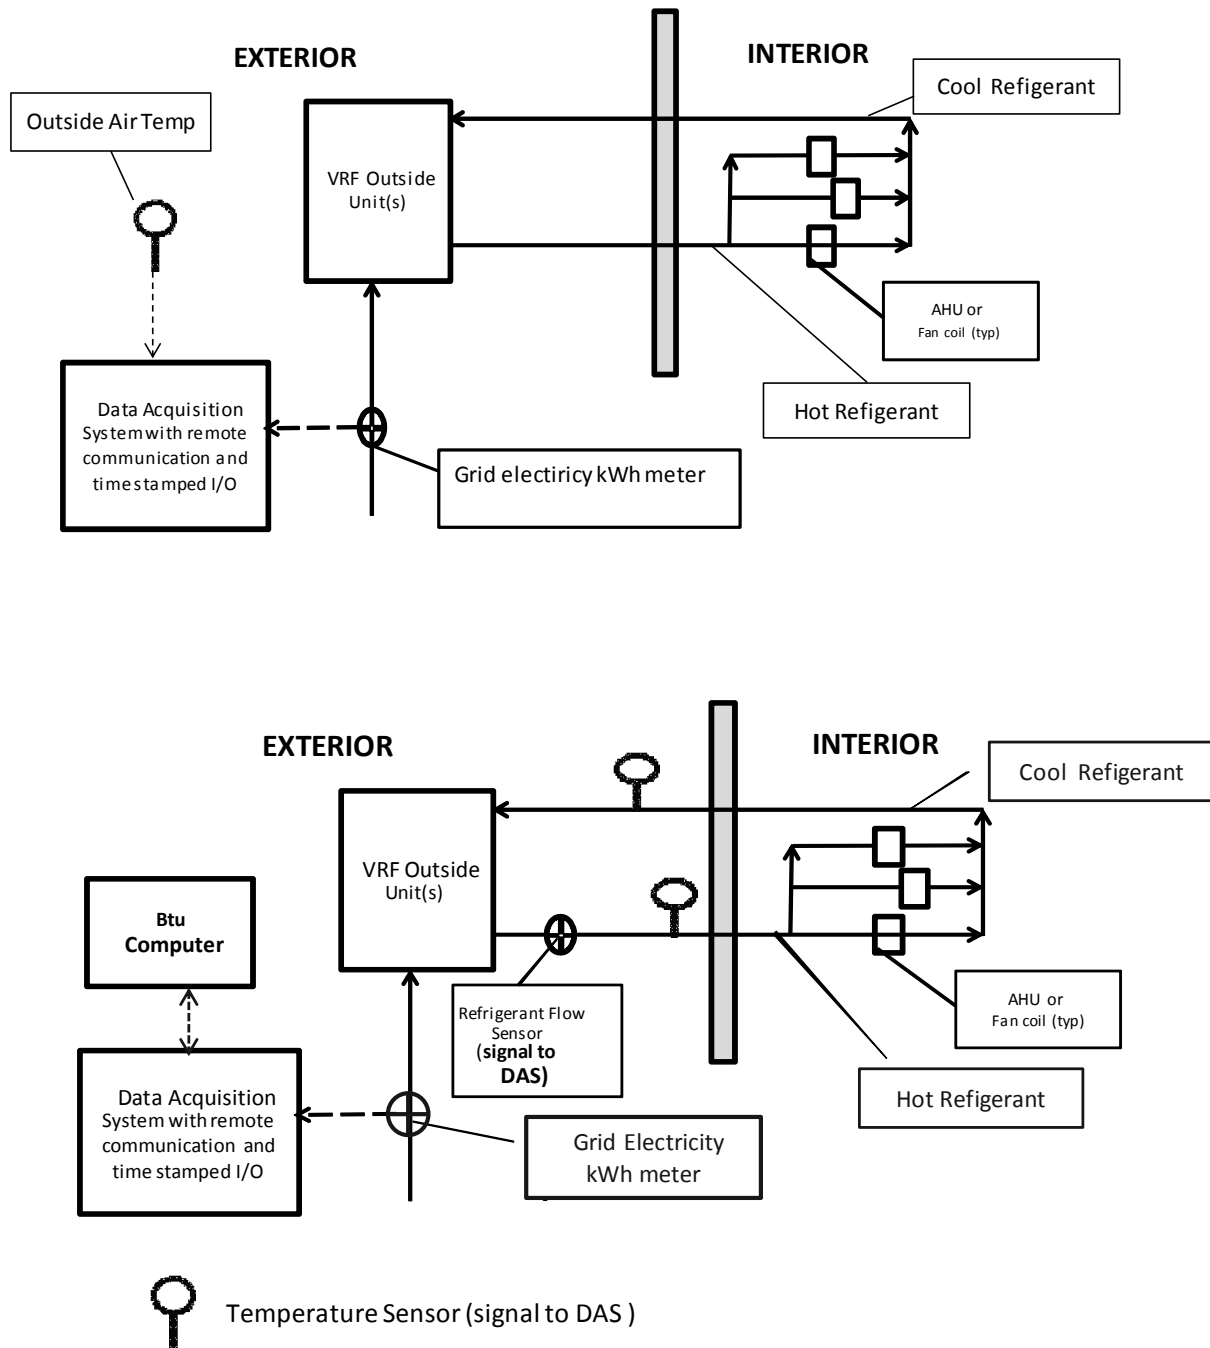 EXTERIOR
INTERIOR
Cool Refigerant
Outside Air Temp
VRF Outside
Unit(s)
AHU or
Fan coil (typ)
Hot Refigerant
Data Acquisition
System with remote
communication and
time stamped I/O
Grid electiricy kWh meter
EXTERIOR
INTERIOR
Cool Refigerant
VRF Outside
Unit(s)
Btu
Computer
Refrigerant Flow
Sensor
(signal to
DAS)
AHU or
Fan coil (typ)
Hot Refigerant
Data Acquisition
System with remote
communication and
time stamped I/O
Grid Electricity
kWh meter
Temperature Sensor (signal to DAS )